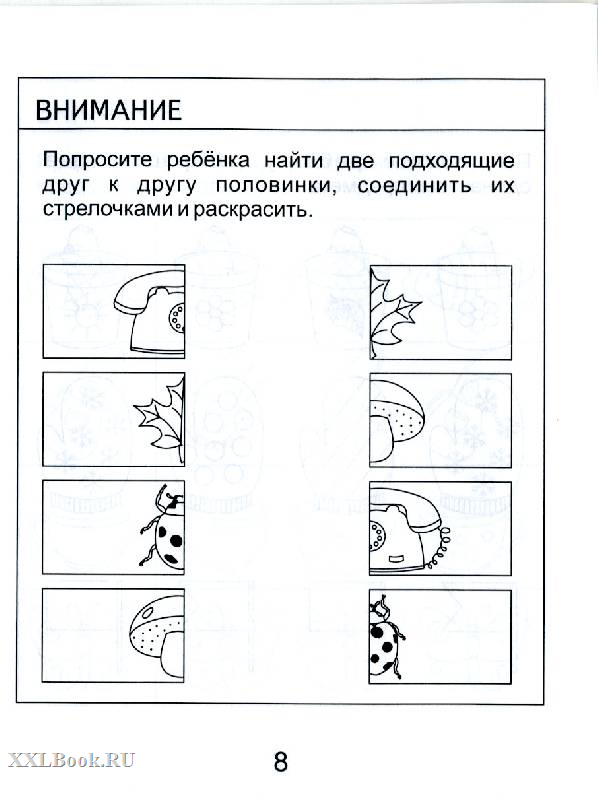 ВНИМАНИЕ
Попросите ребёнка найти две подходящие
друг к другу половинки, соединить их
стрелочками и раскрасить.
8
XXLBook.RU